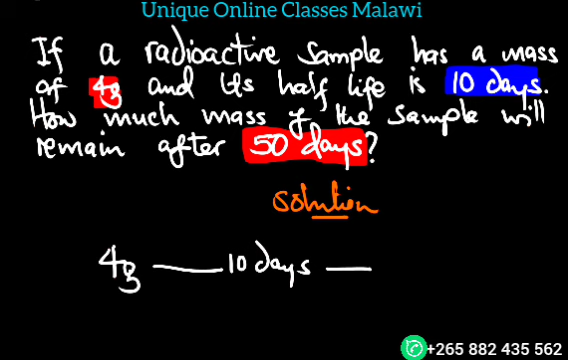 Unique Online Classes Malawi
If a radioactive sample has a mass
of 4g and its half life is 10 days.
How much mass of the sample will
remain after 50 days?
Solution
4g — 10 days —
+265 882 435 562